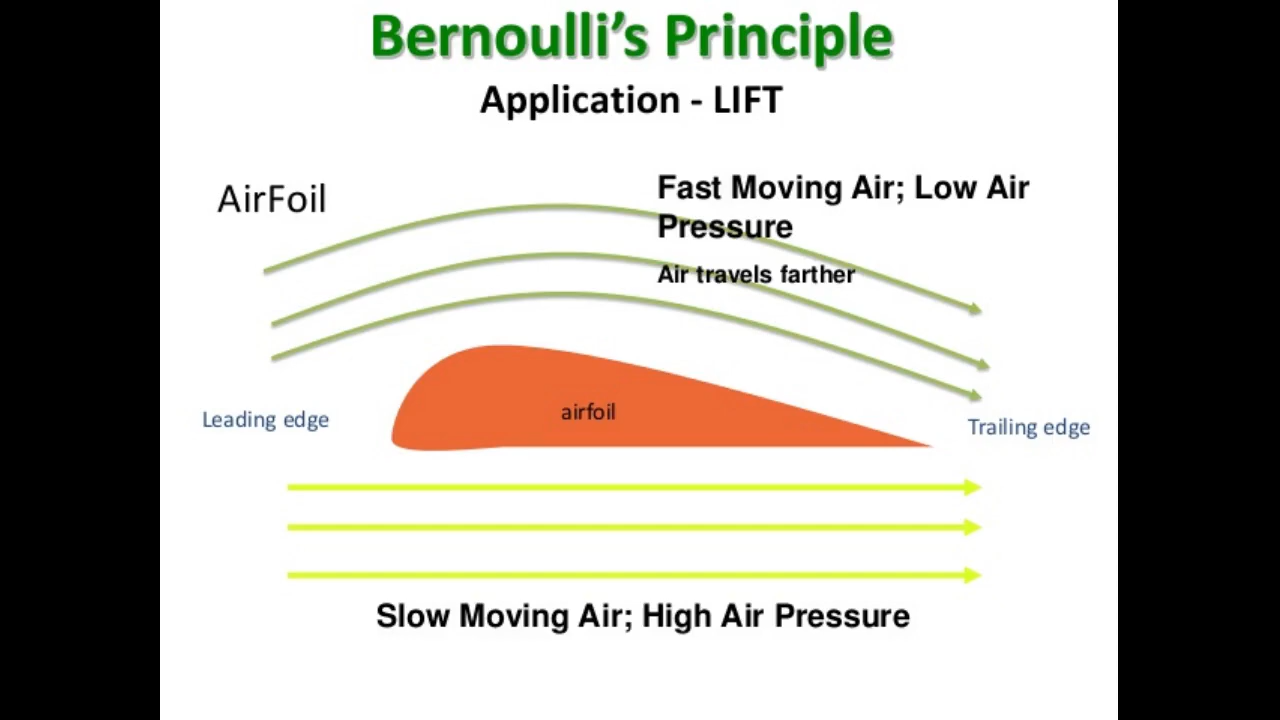 Bernoulli’s Principle
Application - LIFT
AirFoil
Fast Moving Air; Low Air
Pressure
Air travels farther
airfoil
Leading edge
Trailing edge
Slow Moving Air; High Air Pressure